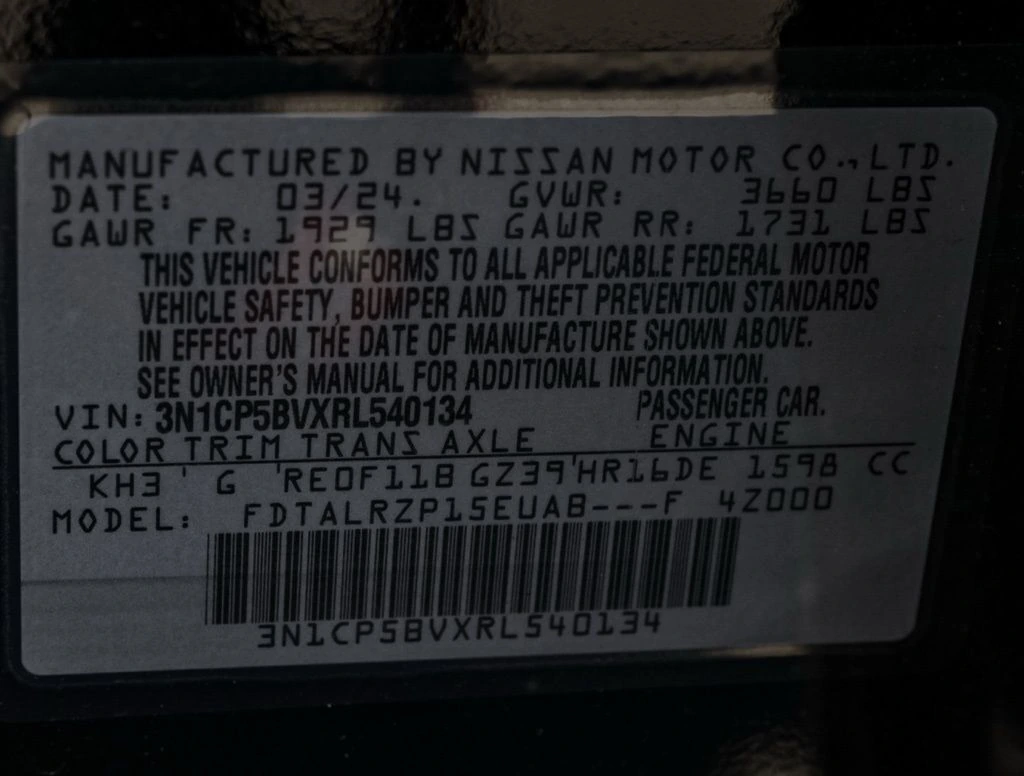 MANUFACTURED BY NISSAN MOTOR CO., LTD.
DATE: 03/24. GVWR: 3660 LBS
GAWR FR: 1929 LBS GAWR RR: 1731 LBS
THIS VEHICLE CONFORMS TO ALL APPLICABLE FEDERAL MOTOR
VEHICLE SAFETY, BUMPER AND THEFT PREVENTION STANDARDS
IN EFFECT ON THE DATE OF MANUFACTURE SHOWN ABOVE.
SEE OWNER'S MANUAL FOR ADDITIONAL INFORMATION.
VIN: 3N1CP5BVXRL540134 PASSENGER CAR.
COLOR TRIM TRANS AXLE ENGINE
KH3 ' G 'RE0F11B GZ39'HR16DE 1598 CC
MODEL: FDTALRZP15EUAB---F 4Z000
3N1CP5BVXRL540134